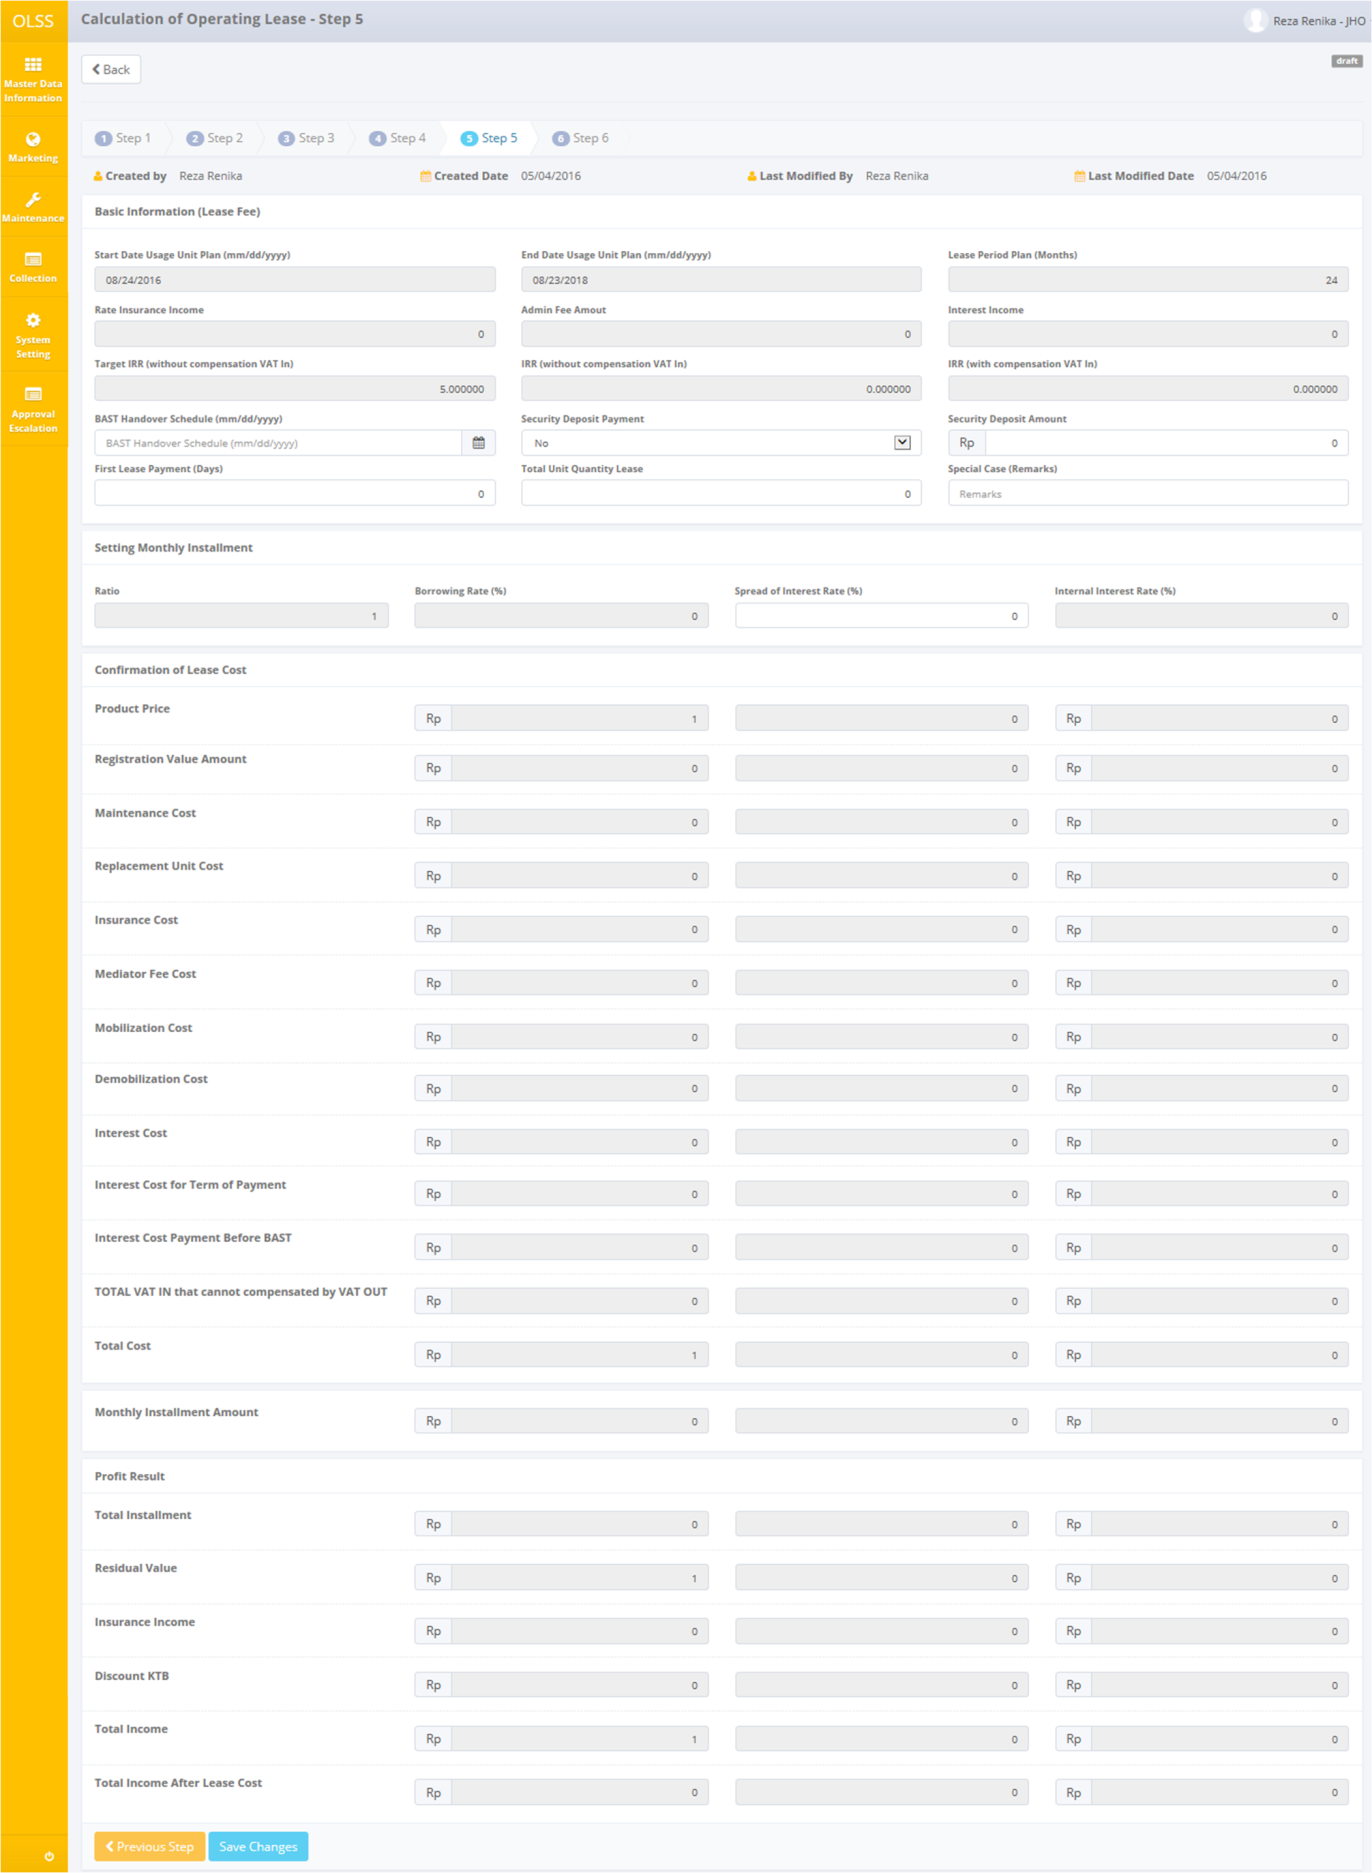 OLSS
Calculation of Operating Lease - Step 5
Reza Renika - JHO
Back
draft
Master Data
Information
Marketing
Maintenance
Collection
System
Setting
Approval
Escalation
1 Step 1 2 Step 2 3 Step 3 4 Step 4 5 Step 5 6 Step 6
Created by Reza Renika Created Date 05/04/2016 Last Modified By Reza Renika Last Modified Date 05/04/2016
Basic Information (Lease Fee)
Start Date Usage Unit Plan (mm/dd/yyyy) End Date Usage Unit Plan (mm/dd/yyyy) Lease Period Plan (Months)
08/24/2016 08/23/2018 24
Rate Insurance Income Admin Fee Amout Interest Income
0 0 0
Target IRR (without compensation VAT In) IRR (without compensation VAT In) IRR (with compensation VAT In)
5.000000 0.000000 0.000000
BAST Handover Schedule (mm/dd/yyyy) Security Deposit Payment Security Deposit Amount
BAST Handover Schedule (mm/dd/yyyy) No Rp 0
First Lease Payment (Days) Total Unit Quantity Lease Special Case (Remarks)
0 0 Remarks
Setting Monthly Installment
Ratio Borrowing Rate (%) Spread of Interest Rate (%) Internal Interest Rate (%)
1 0 0 0
Confirmation of Lease Cost
Product Price Rp 1 0 Rp 0
Registration Value Amount Rp 0 0 Rp 0
Maintenance Cost Rp 0 0 Rp 0
Replacement Unit Cost Rp 0 0 Rp 0
Insurance Cost Rp 0 0 Rp 0
Mediator Fee Cost Rp 0 0 Rp 0
Mobilization Cost Rp 0 0 Rp 0
Demobilization Cost Rp 0 0 Rp 0
Interest Cost Rp 0 0 Rp 0
Interest Cost for Term of Payment Rp 0 0 Rp 0
Interest Cost Payment Before BAST Rp 0 0 Rp 0
TOTAL VAT IN that cannot compensated by VAT OUT Rp 0 0 Rp 0
Total Cost Rp 1 0 Rp 0
Monthly Installment Amount Rp 0 0 Rp 0
Profit Result
Total Installment Rp 0 0 Rp 0
Residual Value Rp 1 0 Rp 0
Insurance Income Rp 0 0 Rp 0
Discount KTB Rp 0 0 Rp 0
Total Income Rp 1 0 Rp 0
Total Income After Lease Cost Rp 0 0 Rp 0
Previous Step Save Changes